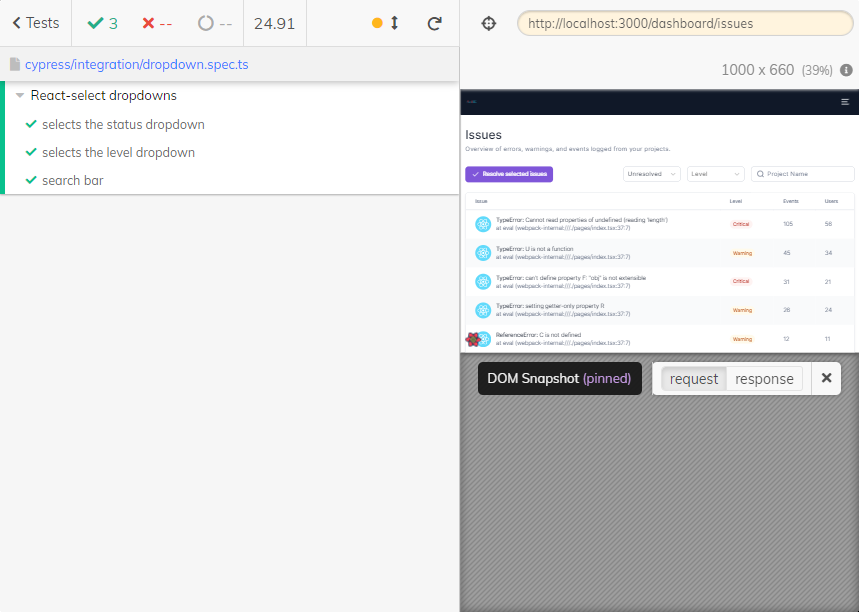 Tests
3
--
--
24.91
cypress/integration/dropdown.spec.ts
React-select dropdowns
selects the status dropdown
selects the level dropdown
search bar
http://localhost:3000/dashboard/issues
1000 x 660 (39%)
Issues
Overview of errors, warnings, and events logged from your projects.
Resolve selected issues
Unresolved
Level
Project Name
Issue Level Events Users
TypeError: Cannot read properties of undefined (reading 'length')
at eval (webpack-internal:///./pages/index.tsx:37:7)
Critical 105 56
TypeError: U is not a function
at eval (webpack-internal:///./pages/index.tsx:37:7)
Warning 45 34
TypeError: can't define property F: "obj" is not extensible
at eval (webpack-internal:///./pages/index.tsx:37:7)
Critical 31 21
TypeError: setting getter-only property R
at eval (webpack-internal:///./pages/index.tsx:37:7)
Warning 26 24
ReferenceError: C is not defined
at eval (webpack-internal:///./pages/index.tsx:37:7)
Warning 12 11
DOM Snapshot (pinned)
request
response